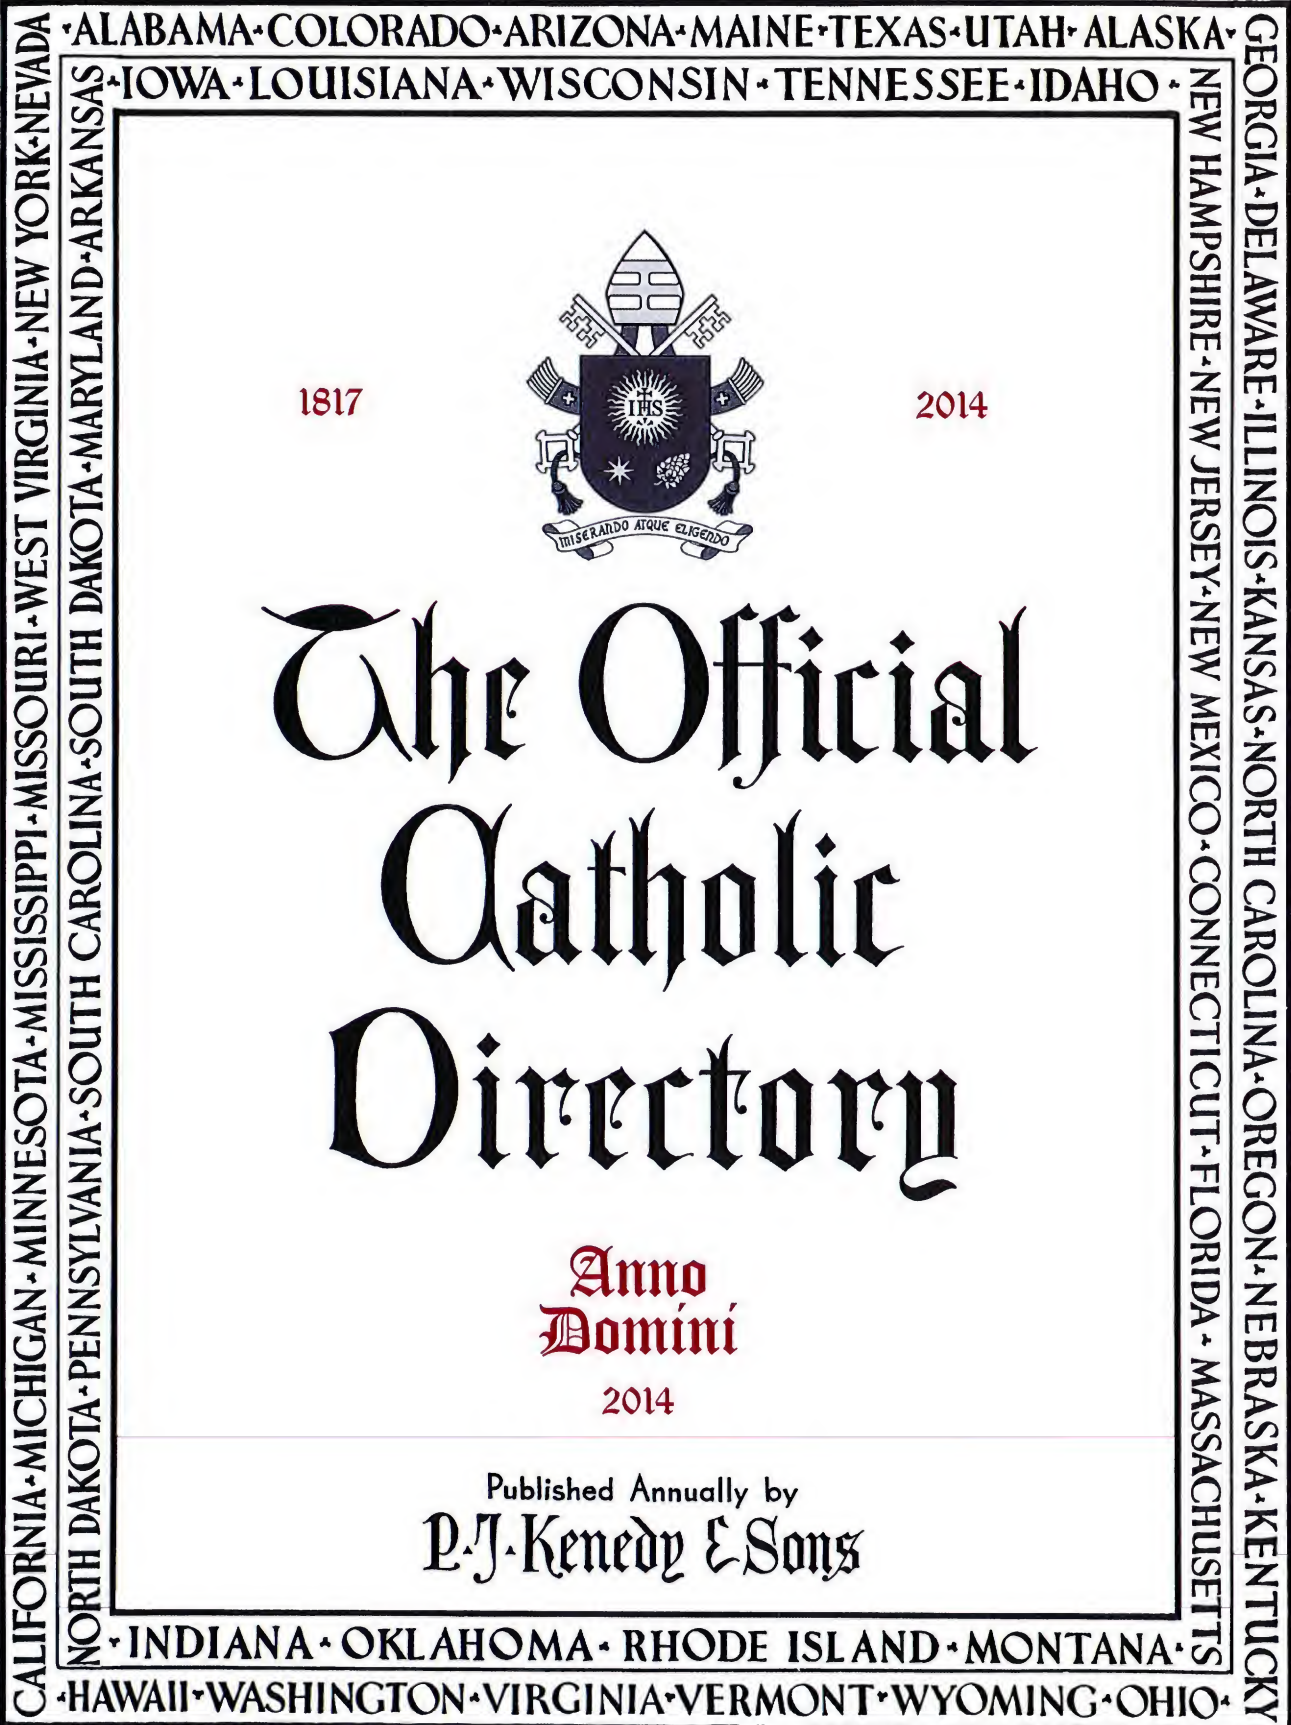 ·ALABAMA·COLORADO·ARIZONA·MAINE·TEXAS·UTAH·ALASKA·
·IOWA·LOUISIANA·WISCONSIN·TENNESSEE·IDAHO·
CALIFORNIA·MICHIGAN·MINNESOTA·MISSISSIPPI·MISSOURI·WEST VIRGINIA·NEW YORK·NEVADA
NORTH DAKOTA·PENNSYLVANIA·SOUTH CAROLINA·SOUTH DAKOTA·MARYLAND·ARKANSAS
1817
IHS
2014
MISERANDO ATQUE ELIGENDO
The Official
Catholic
Directory
Anno
Domini
2014
Published Annually by
P.J. Kenedy & Sons
NEW HAMPSHIRE·NEW JERSEY·NEW MEXICO·CONNECTICUT·FLORIDA·MASSACHUSETTS
GEORGIA·DELAWARE·ILLINOIS·KANSAS·NORTH CAROLINA·OREGON·NEBRASKA·KENTUCKY
·INDIANA·OKLAHOMA·RHODE ISLAND·MONTANA·
·HAWAII·WASHINGTON·VIRGINIA·VERMONT·WYOMING·OHIO·